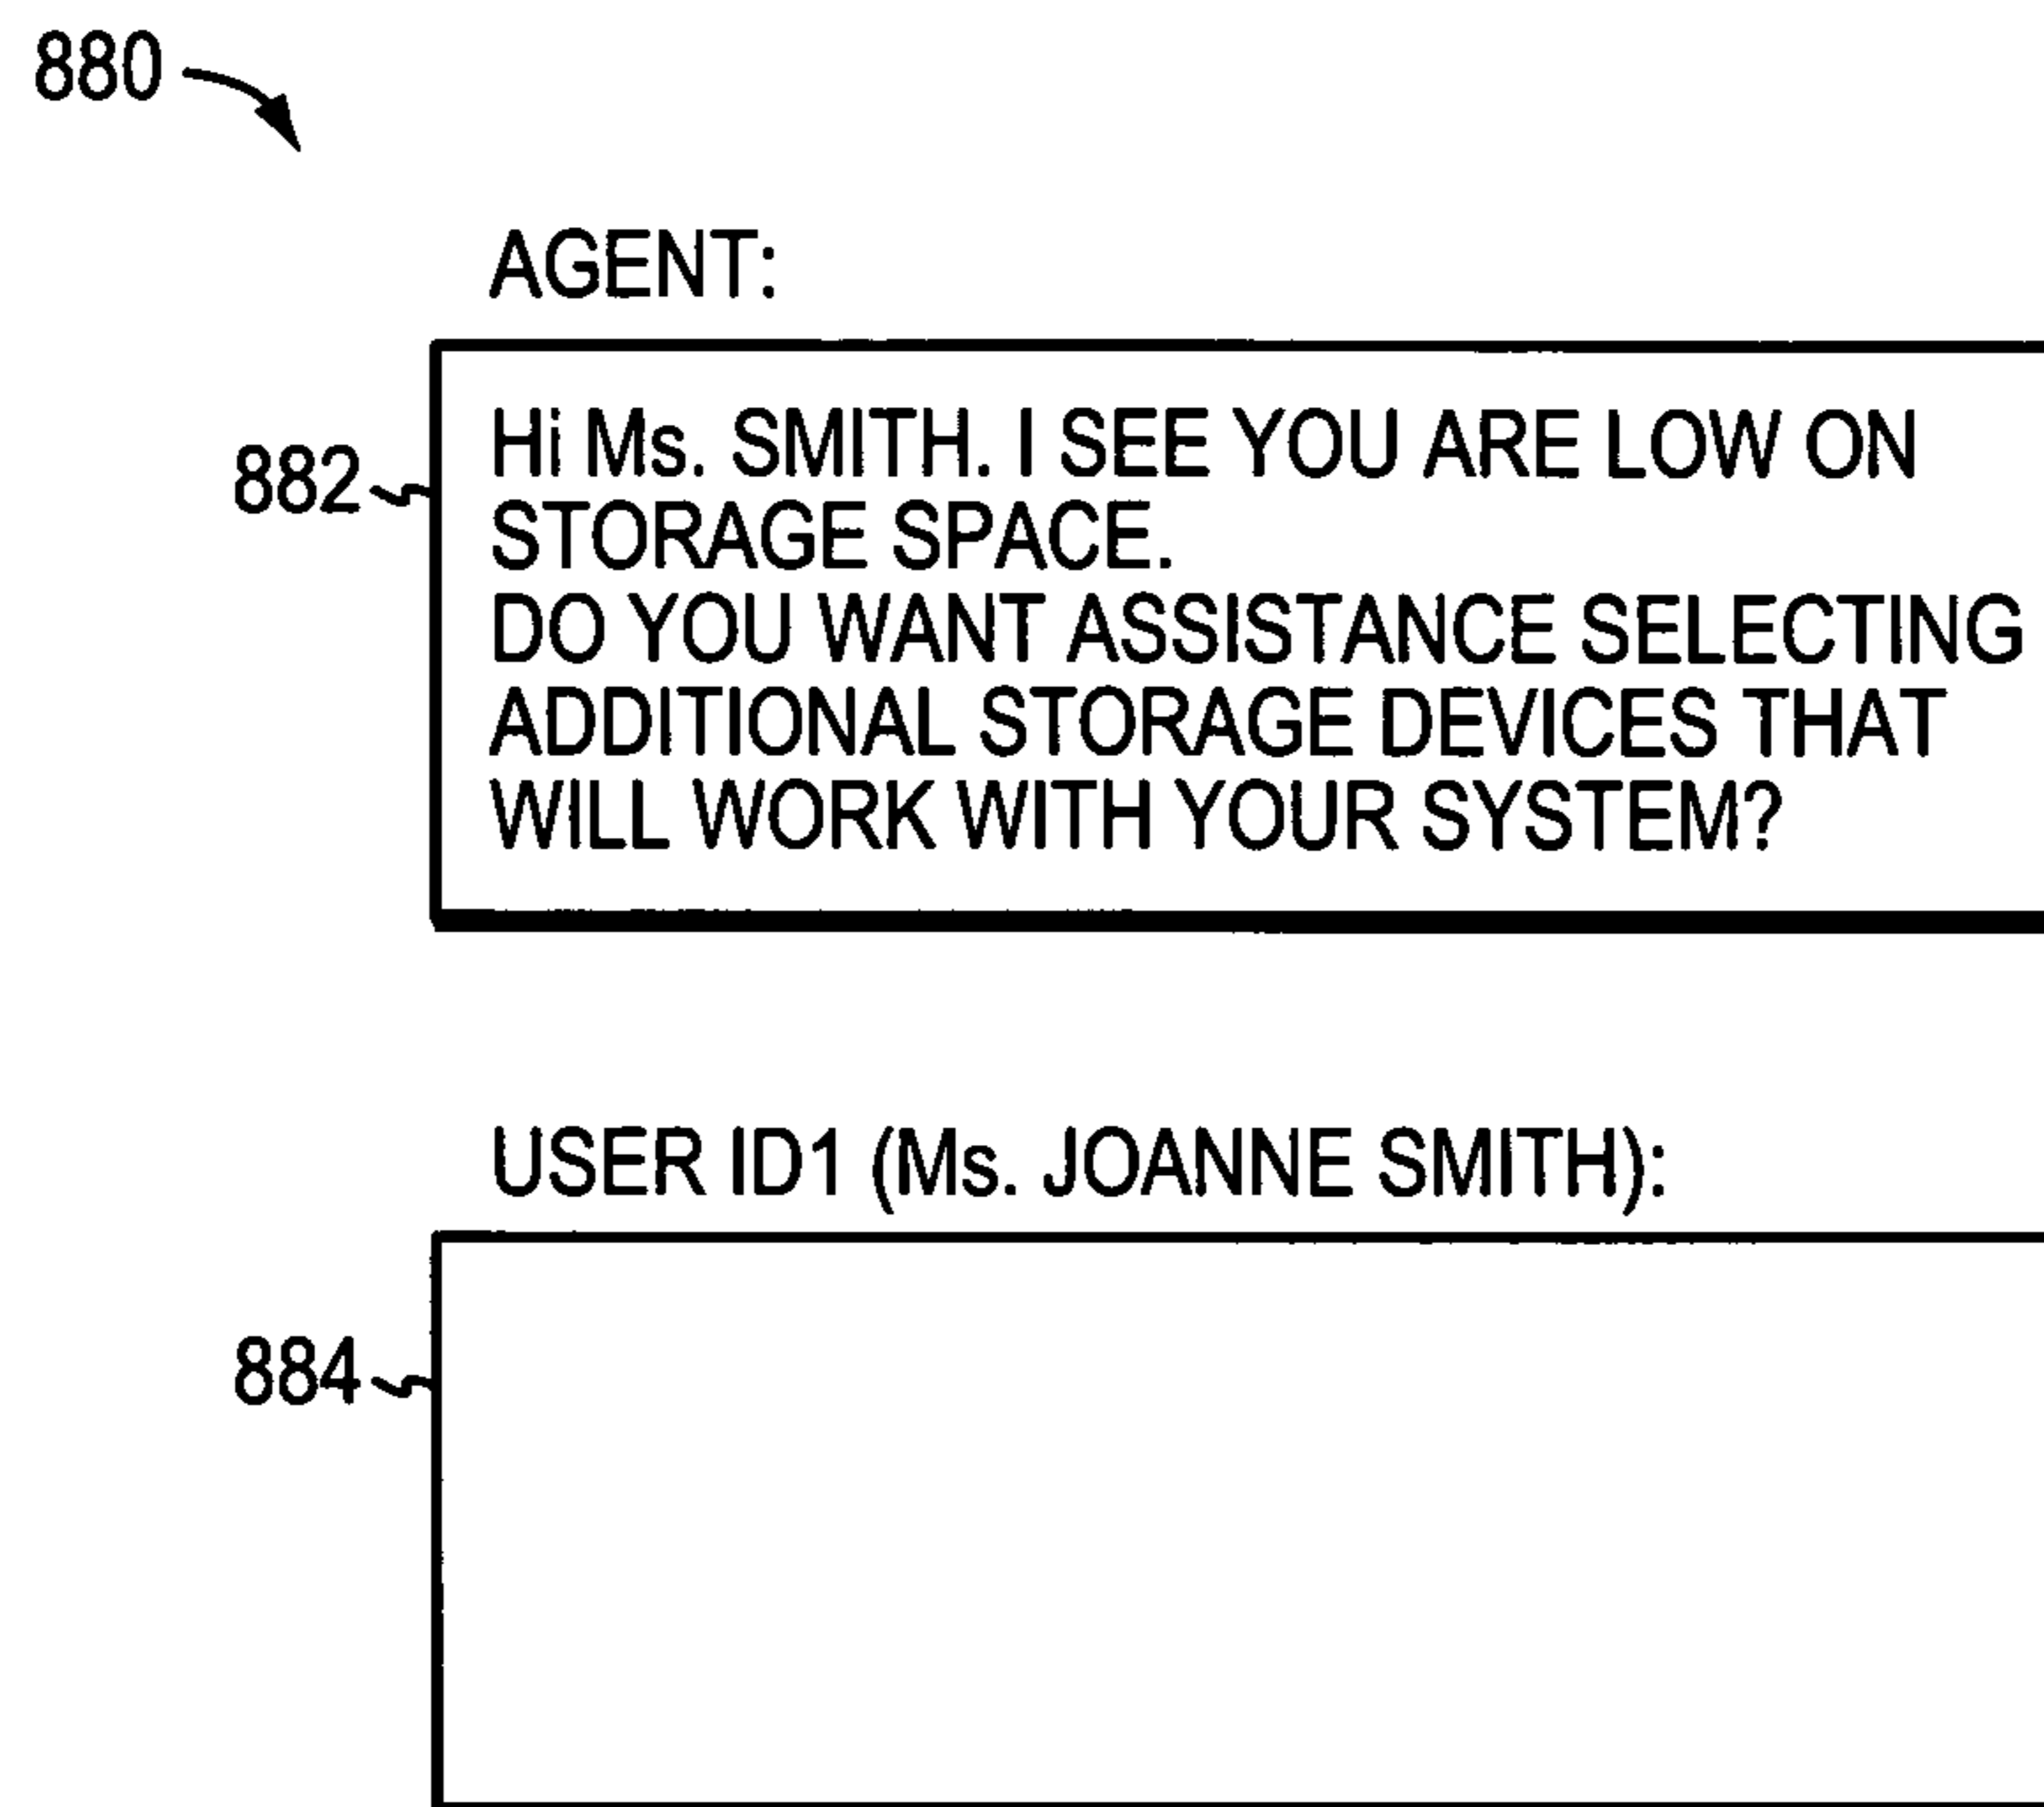 880
AGENT:
882
Hi Ms. SMITH. I SEE YOU ARE LOW ON
STORAGE SPACE.
DO YOU WANT ASSISTANCE SELECTING
ADDITIONAL STORAGE DEVICES THAT
WILL WORK WITH YOUR SYSTEM?
USER ID1 (Ms. JOANNE SMITH):
884